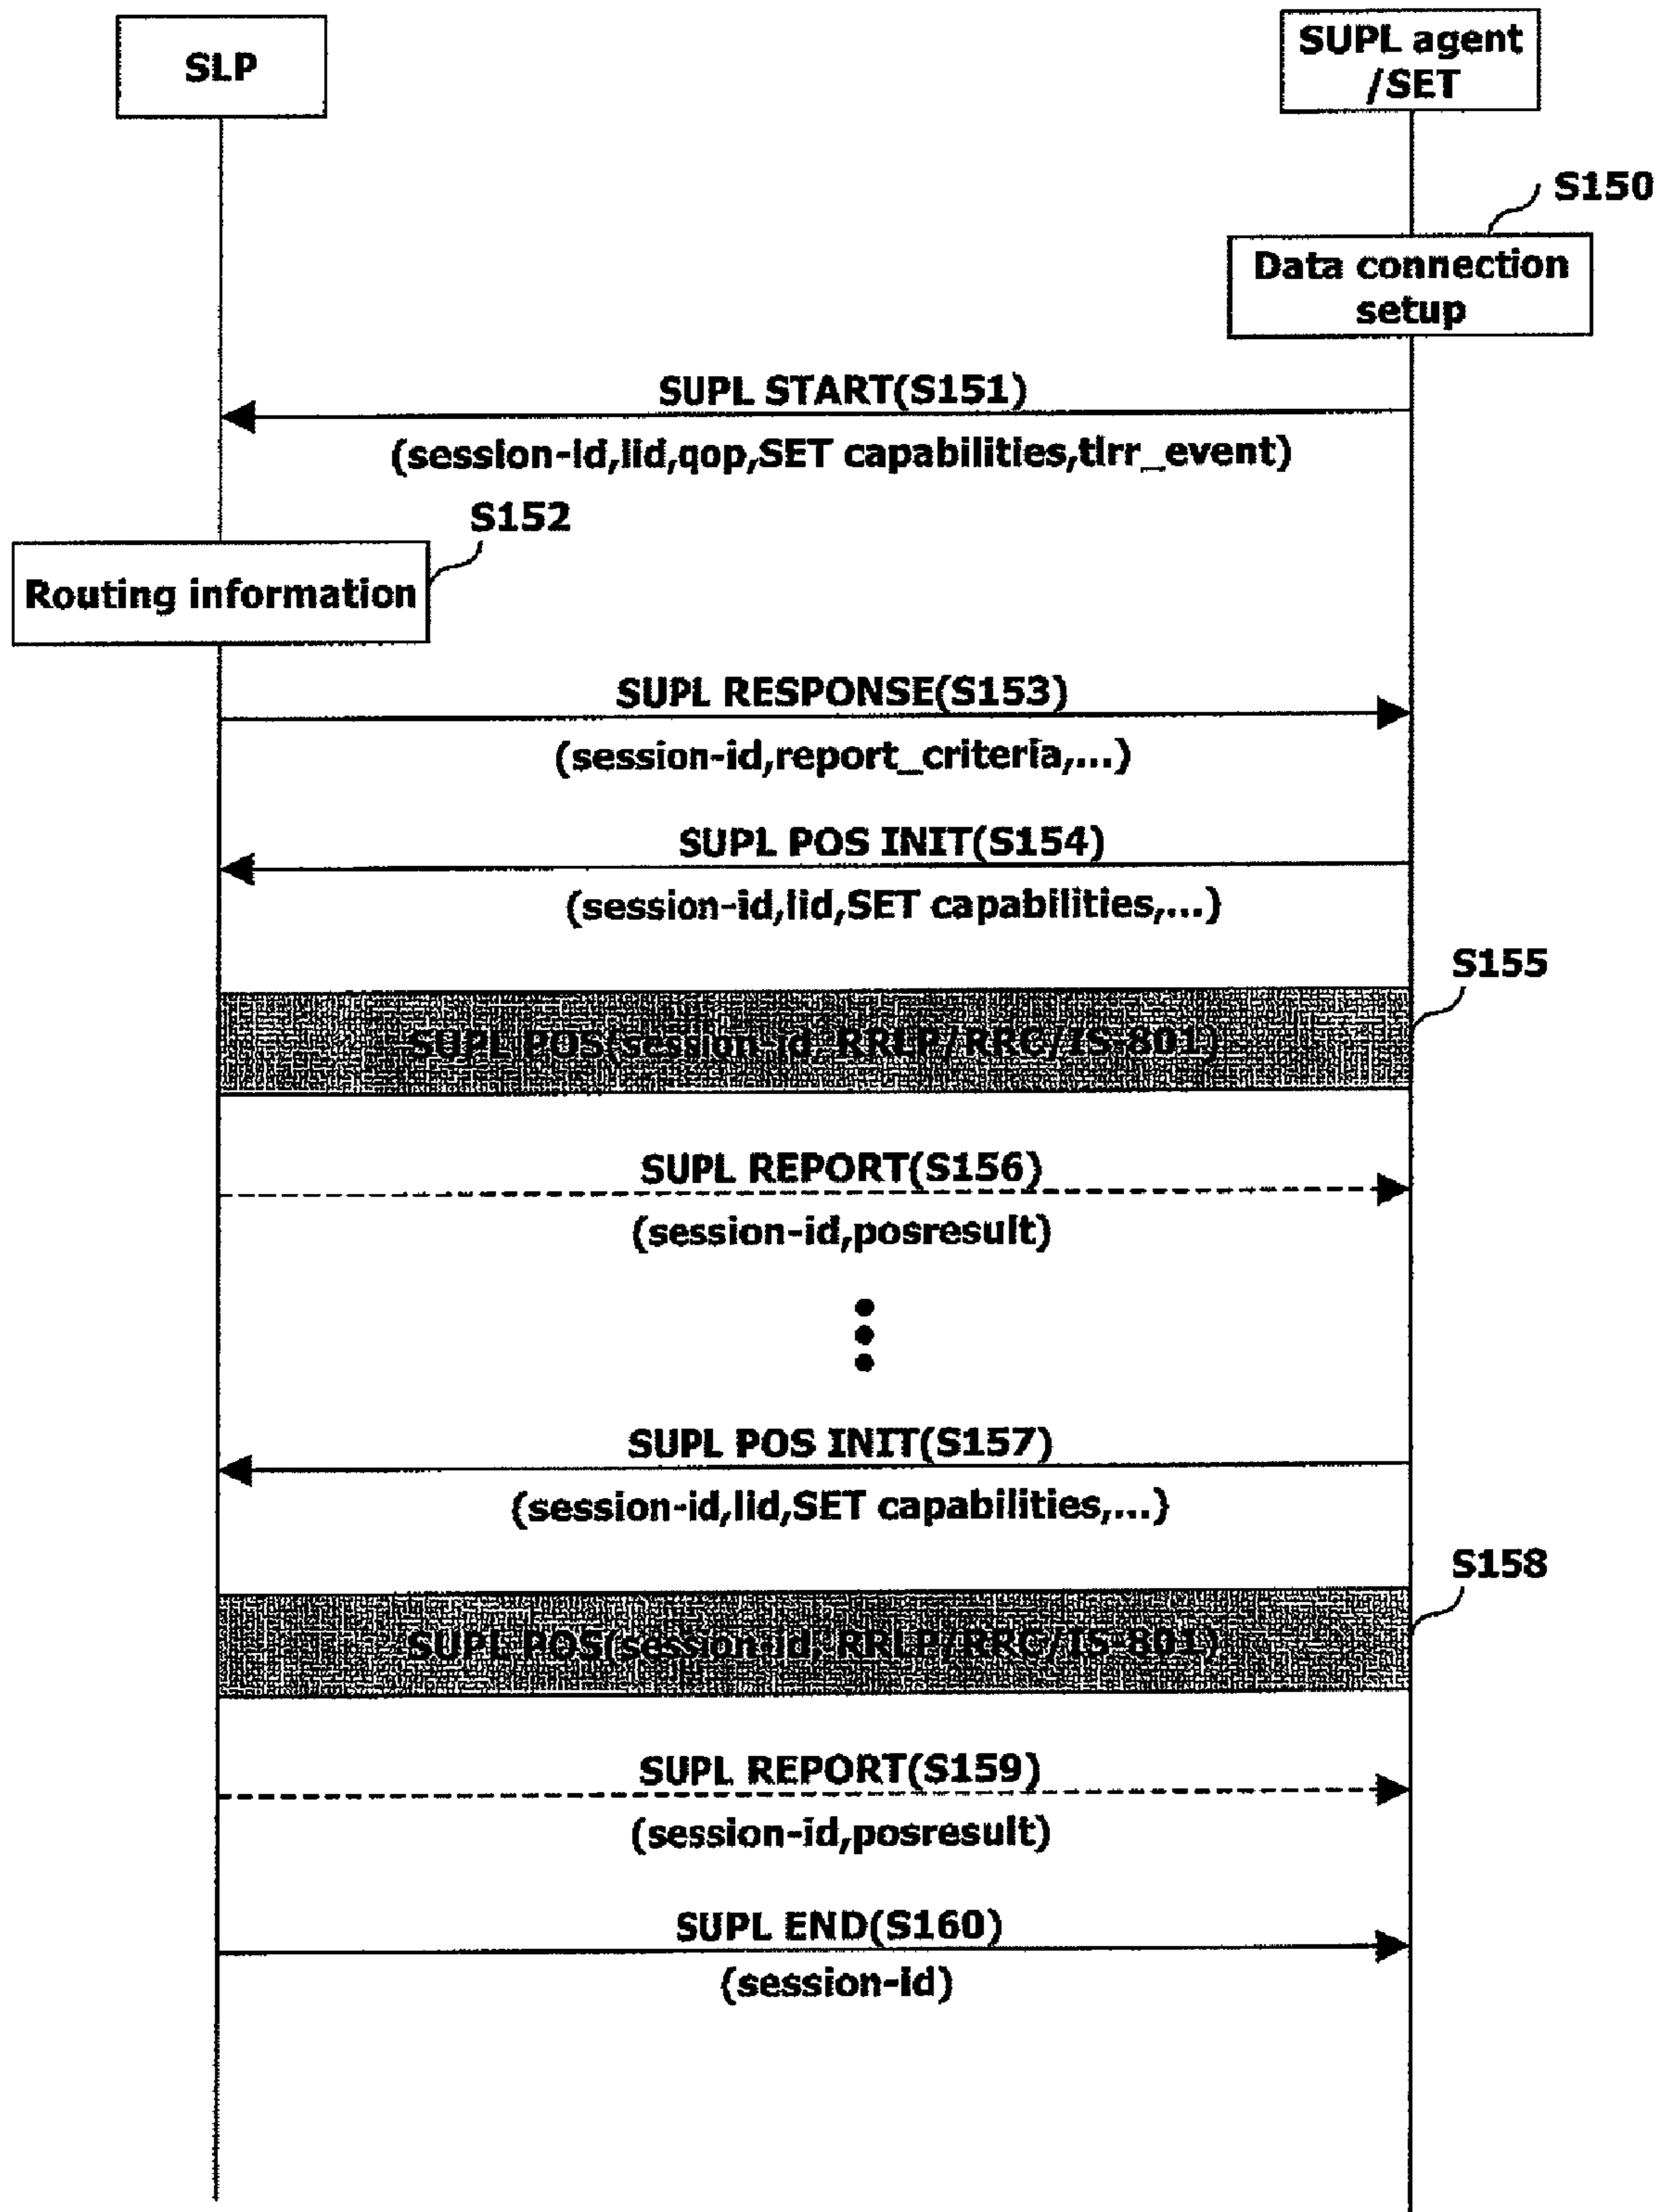 SLP
SUPL agent
/SET
S150
Data connection
setup
SUPL START(S151)
(session-id,lid,qop,SET capabilities,tlrr_event)
S152
Routing information
SUPL RESPONSE(S153)
(session-id,report_criteria,...)
SUPL POS INIT(S154)
(session-id,lid,SET capabilities,...)
S155
SUPL POS(session-id, RRLP/RRC/IS-801)
SUPL REPORT(S156)
(session-id,posresult)
SUPL POS INIT(S157)
(session-id,lid,SET capabilities,...)
S158
SUPL POS(session-id, RRLP/RRC/IS-801)
SUPL REPORT(S159)
(session-id,posresult)
SUPL END(S160)
(session-id)